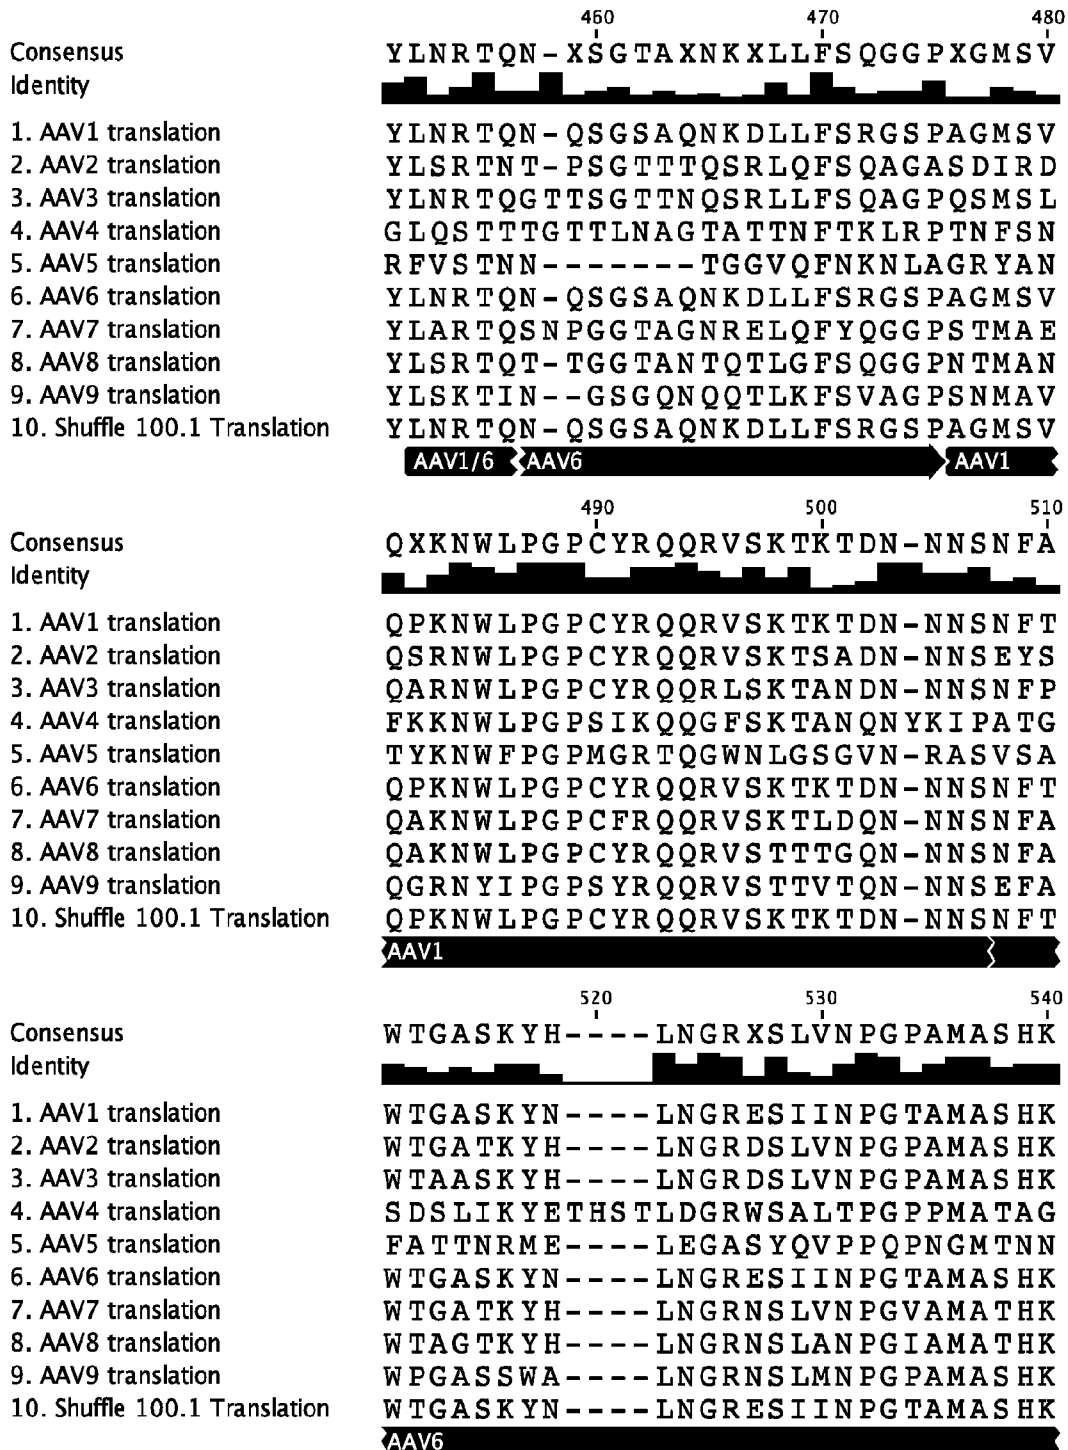 460 470 480
Consensus YLNRTQN-XSGTAXNKXLLFSQGGPXGMSV
Identity
1. AAV1 translation YLNRTQN-QSGSAQNKDLLFSRGSPAGMSV
2. AAV2 translation YLSRTNT-PSGTTTQSRLQFSQAGASDIRD
3. AAV3 translation YLNRTQGTTSGTTNQSRLLFSQAGPQSMSL
4. AAV4 translation GLQSTTTGTTLNAGTATTNFTKLRPTNFSN
5. AAV5 translation RFVSTNN-------TGGVQFNKNLAGRYAN
6. AAV6 translation YLNRTQN-QSGSAQNKDLLFSRGSPAGMSV
7. AAV7 translation YLARTQSNPGGTAGNRELQFYQGGPSTMAE
8. AAV8 translation YLSRTQT-TGGTANTQTLGFSQGGPNTMAN
9. AAV9 translation YLSKTIN--GSGQNQQTLKFSVAGPSNMAV
10. Shuffle 100.1 Translation YLNRTQN-QSGSAQNKDLLFSRGSPAGMSV
AAV1/6 AAV6 AAV1
490 500 510
Consensus QXKNWLPGPCYRQQRVSKTKTDN-NNSNFA
Identity
1. AAV1 translation QPKNWLPGPCYRQQRVSKTKTDN-NNSNFT
2. AAV2 translation QSRNWLPGPCYRQQRVSKTSADN-NNSEYS
3. AAV3 translation QARNWLPGPCYRQQRLSKTANDN-NNSNFP
4. AAV4 translation FKKNWLPGPSIKQQGFSKTANQNYKIPATG
5. AAV5 translation TYKNWFPGPMGRTQGWNLGSGVN-RASVSA
6. AAV6 translation QPKNWLPGPCYRQQRVSKTKTDN-NNSNFT
7. AAV7 translation QAKNWLPGPCFRQQRVSKTLDQN-NNSNFA
8. AAV8 translation QAKNWLPGPCYRQQRVSTTTGQN-NNSNFA
9. AAV9 translation QGRNYIPGPSYRQQRVSTTVTQN-NNSEFA
10. Shuffle 100.1 Translation QPKNWLPGPCYRQQRVSKTKTDN-NNSNFT
AAV1
520 530 540
Consensus WTGASKYH----LNGRXSLVNPGPAMASHK
Identity
1. AAV1 translation WTGASKYN----LNGRESIINPGTAMASHK
2. AAV2 translation WTGATKYH----LNGRDSLVNPGPAMASHK
3. AAV3 translation WTAASKYH----LNGRDSLVNPGPAMASHK
4. AAV4 translation SDSLIKYETHSTLDGRWSALTPGPPMATAG
5. AAV5 translation FATTNRME----LEGASYQVPPQPNGMTNN
6. AAV6 translation WTGASKYN----LNGRESIINPGTAMASHK
7. AAV7 translation WTGATKYH----LNGRNSLVNPGVAMATHK
8. AAV8 translation WTAGTKYH----LNGRNSLANPGIAMATHK
9. AAV9 translation WPGASSWA----LNGRNSLMNPGPAMASHK
10. Shuffle 100.1 Translation WTGASKYN----LNGRESIINPGTAMASHK
AAV6